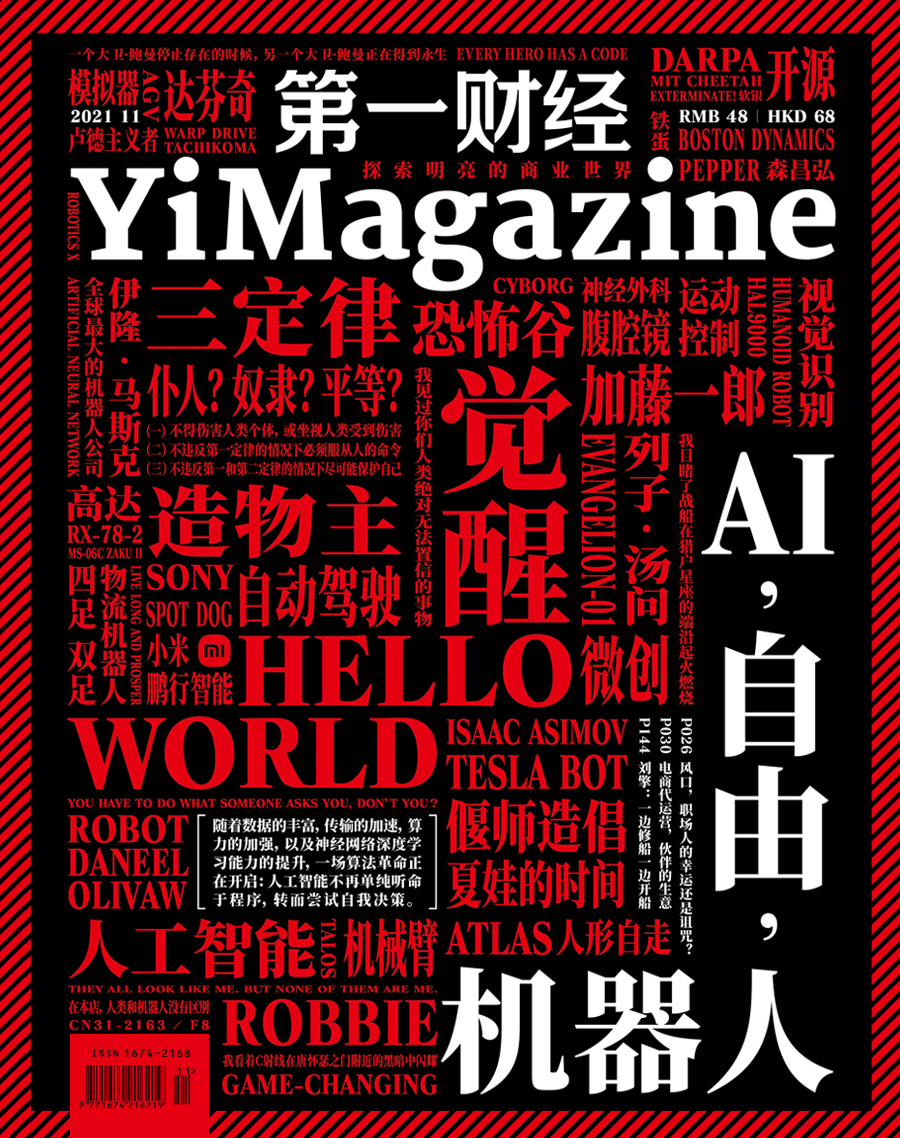 一个大卫·鲍曼停止存在的时候，另一个大卫·鲍曼正在得到永生
EVERY HERO HAS A CODE
模拟器
AGV
达芬奇
2021 11
卢德主义者
WARP DRIVE
TACHIKOMA
第一财经
DARPA
MIT CHEETAH
EXTERMINATE! 软银
开源
铁蛋
RMB 48 | HKD 68
BOSTON DYNAMICS
PEPPER 森昌弘
探索明亮的商业世界
YiMagazine
ROBOTICS X
ARTIFICIAL NEURAL NETWORK
全球最大的机器人公司
伊隆·马斯克
三定律
CYBORG
恐怖谷
神经外科
腹腔镜
运动
控制
HAL9000
HUMANOID ROBOT
视觉识别
仆人？奴隶？平等？
(一) 不得伤害人类个体，或坐视人类受到伤害
(二) 不违反第一定律的情况下必须服从人的命令
(三) 不违反第一和第二定律的情况下尽可能保护自己
我见过你们人类绝对无法置信的事物
觉醒
加藤一郎
EVANGELION-01
列子·汤问
我目睹了战船在猎户星座的端沿起火燃烧
高达
RX-78-2
MS-06C ZAKU II
造物主
四足 双足
物流机器人
LIVE LONG AND PROSPER
SONY
SPOT DOG
自动驾驶
小米
mi
鹏行智能
HELLO
WORLD
微创
AI，自由，
机器人
ISAAC ASIMOV
TESLA BOT
P026 风口，职场人的幸运还是诅咒？
P030 电商代运营，伙伴的生意
P144 刘擎：一边修船一边开船
YOU HAVE TO DO WHAT SOMEONE ASKS YOU, DON'T YOU?
ROBOT
DANEEL
OLIVAW
随着数据的丰富，传输的加速，算
力的加强，以及神经网络深度学
习能力的提升，一场算法革命正
在开启：人工智能不再单纯听命
于程序，转而尝试自我决策。
偃师造倡
夏娃的时间
人工智能
TALOS
机械臂
ATLAS 人形自走
THEY ALL LOOK LIKE ME. BUT NONE OF THEM ARE ME.
在本店，人类和机器人没有区别
CN31-2163 / F8
ROBBIE
我看着C射线在唐怀瑟之门附近的黑暗中闪耀
GAME-CHANGING
ISSN 1674-2168
11>
9 771674 216219